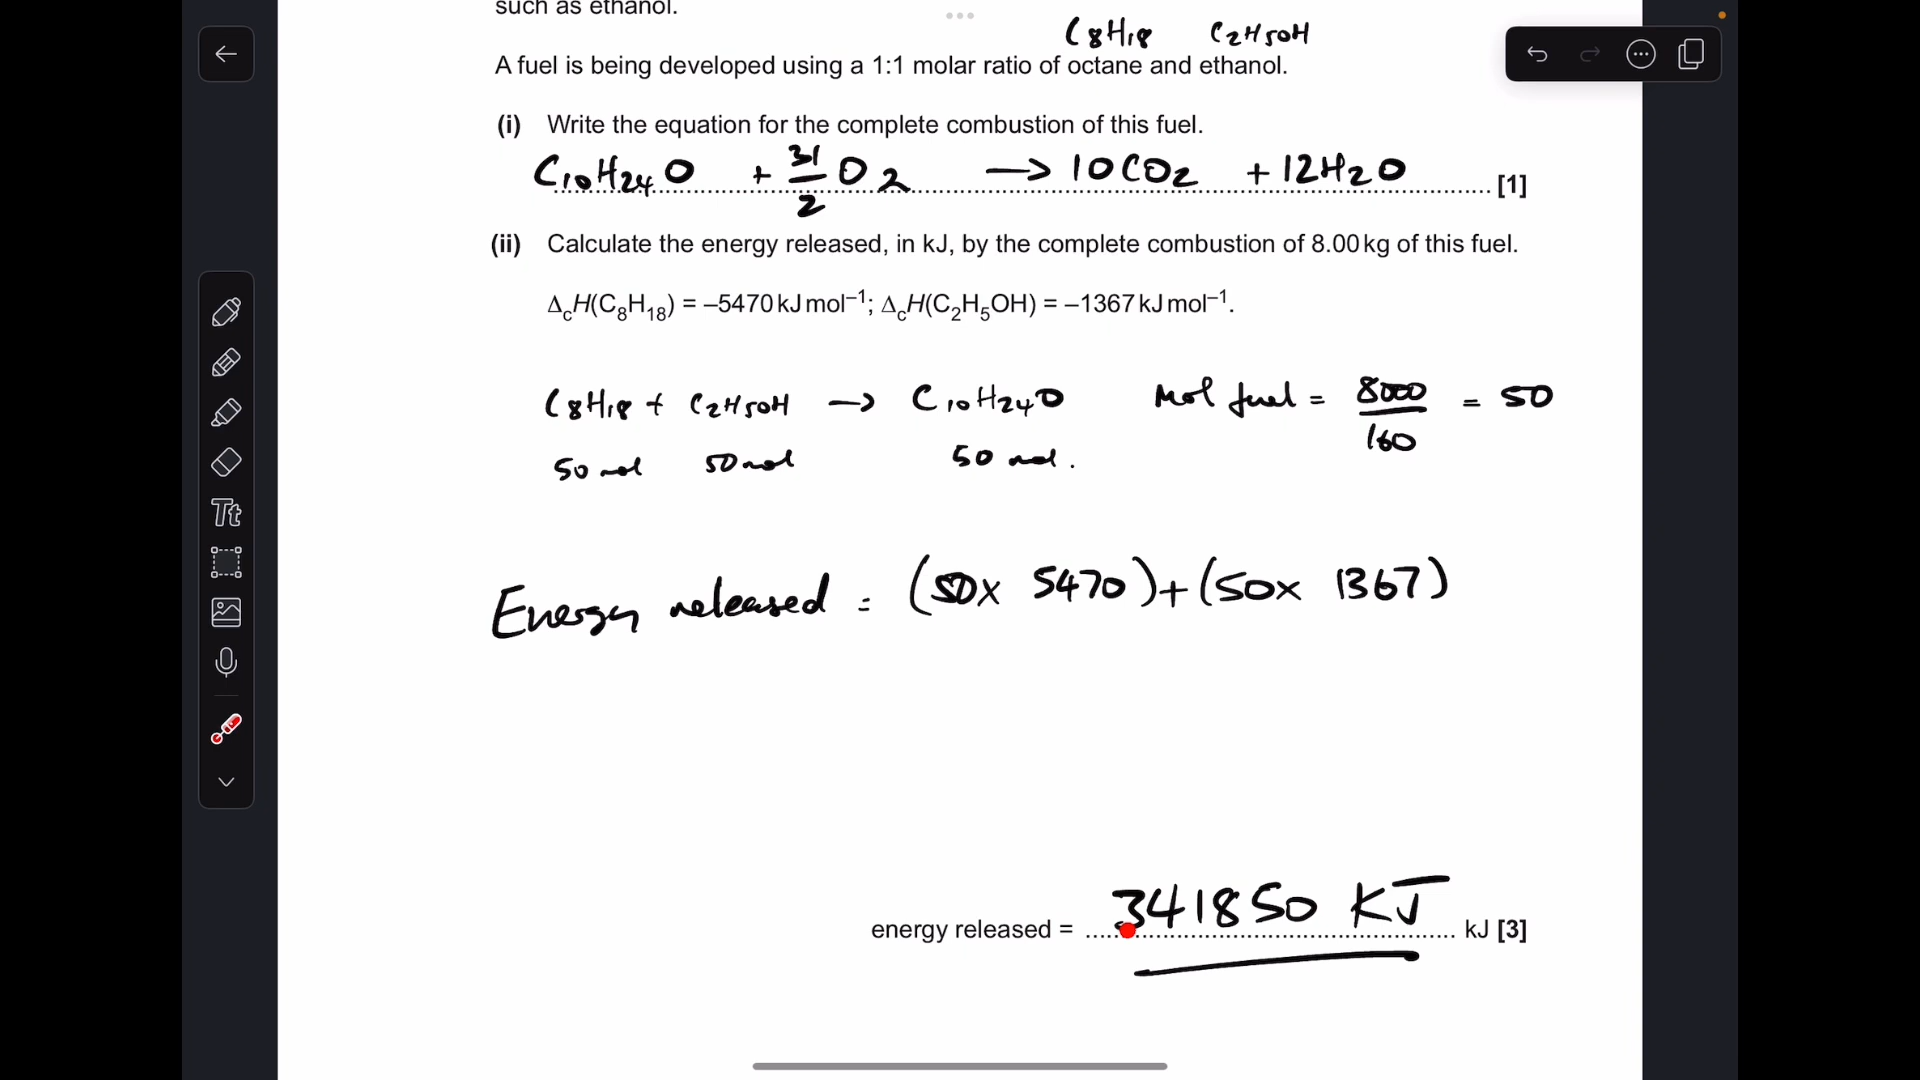 such as ethanol.
C8H18 C2H5OH
A fuel is being developed using a 1:1 molar ratio of octane and ethanol.
(i) Write the equation for the complete combustion of this fuel.
C10H24O + 31/2 O2 → 10CO2 + 12H2O [1]
(ii) Calculate the energy released, in kJ, by the complete combustion of 8.00 kg of this fuel.
ΔcH(C8H18) = –5470 kJ mol–1; ΔcH(C2H5OH) = –1367 kJ mol–1.
C8H18 + C2H5OH → C10H24O Mol fuel = 8000/160 = 50
50 mol 50 mol 50 mol.
Energy released = (50x 5470)+(50x 1367)
energy released = 341850 KJ kJ [3]
Tt